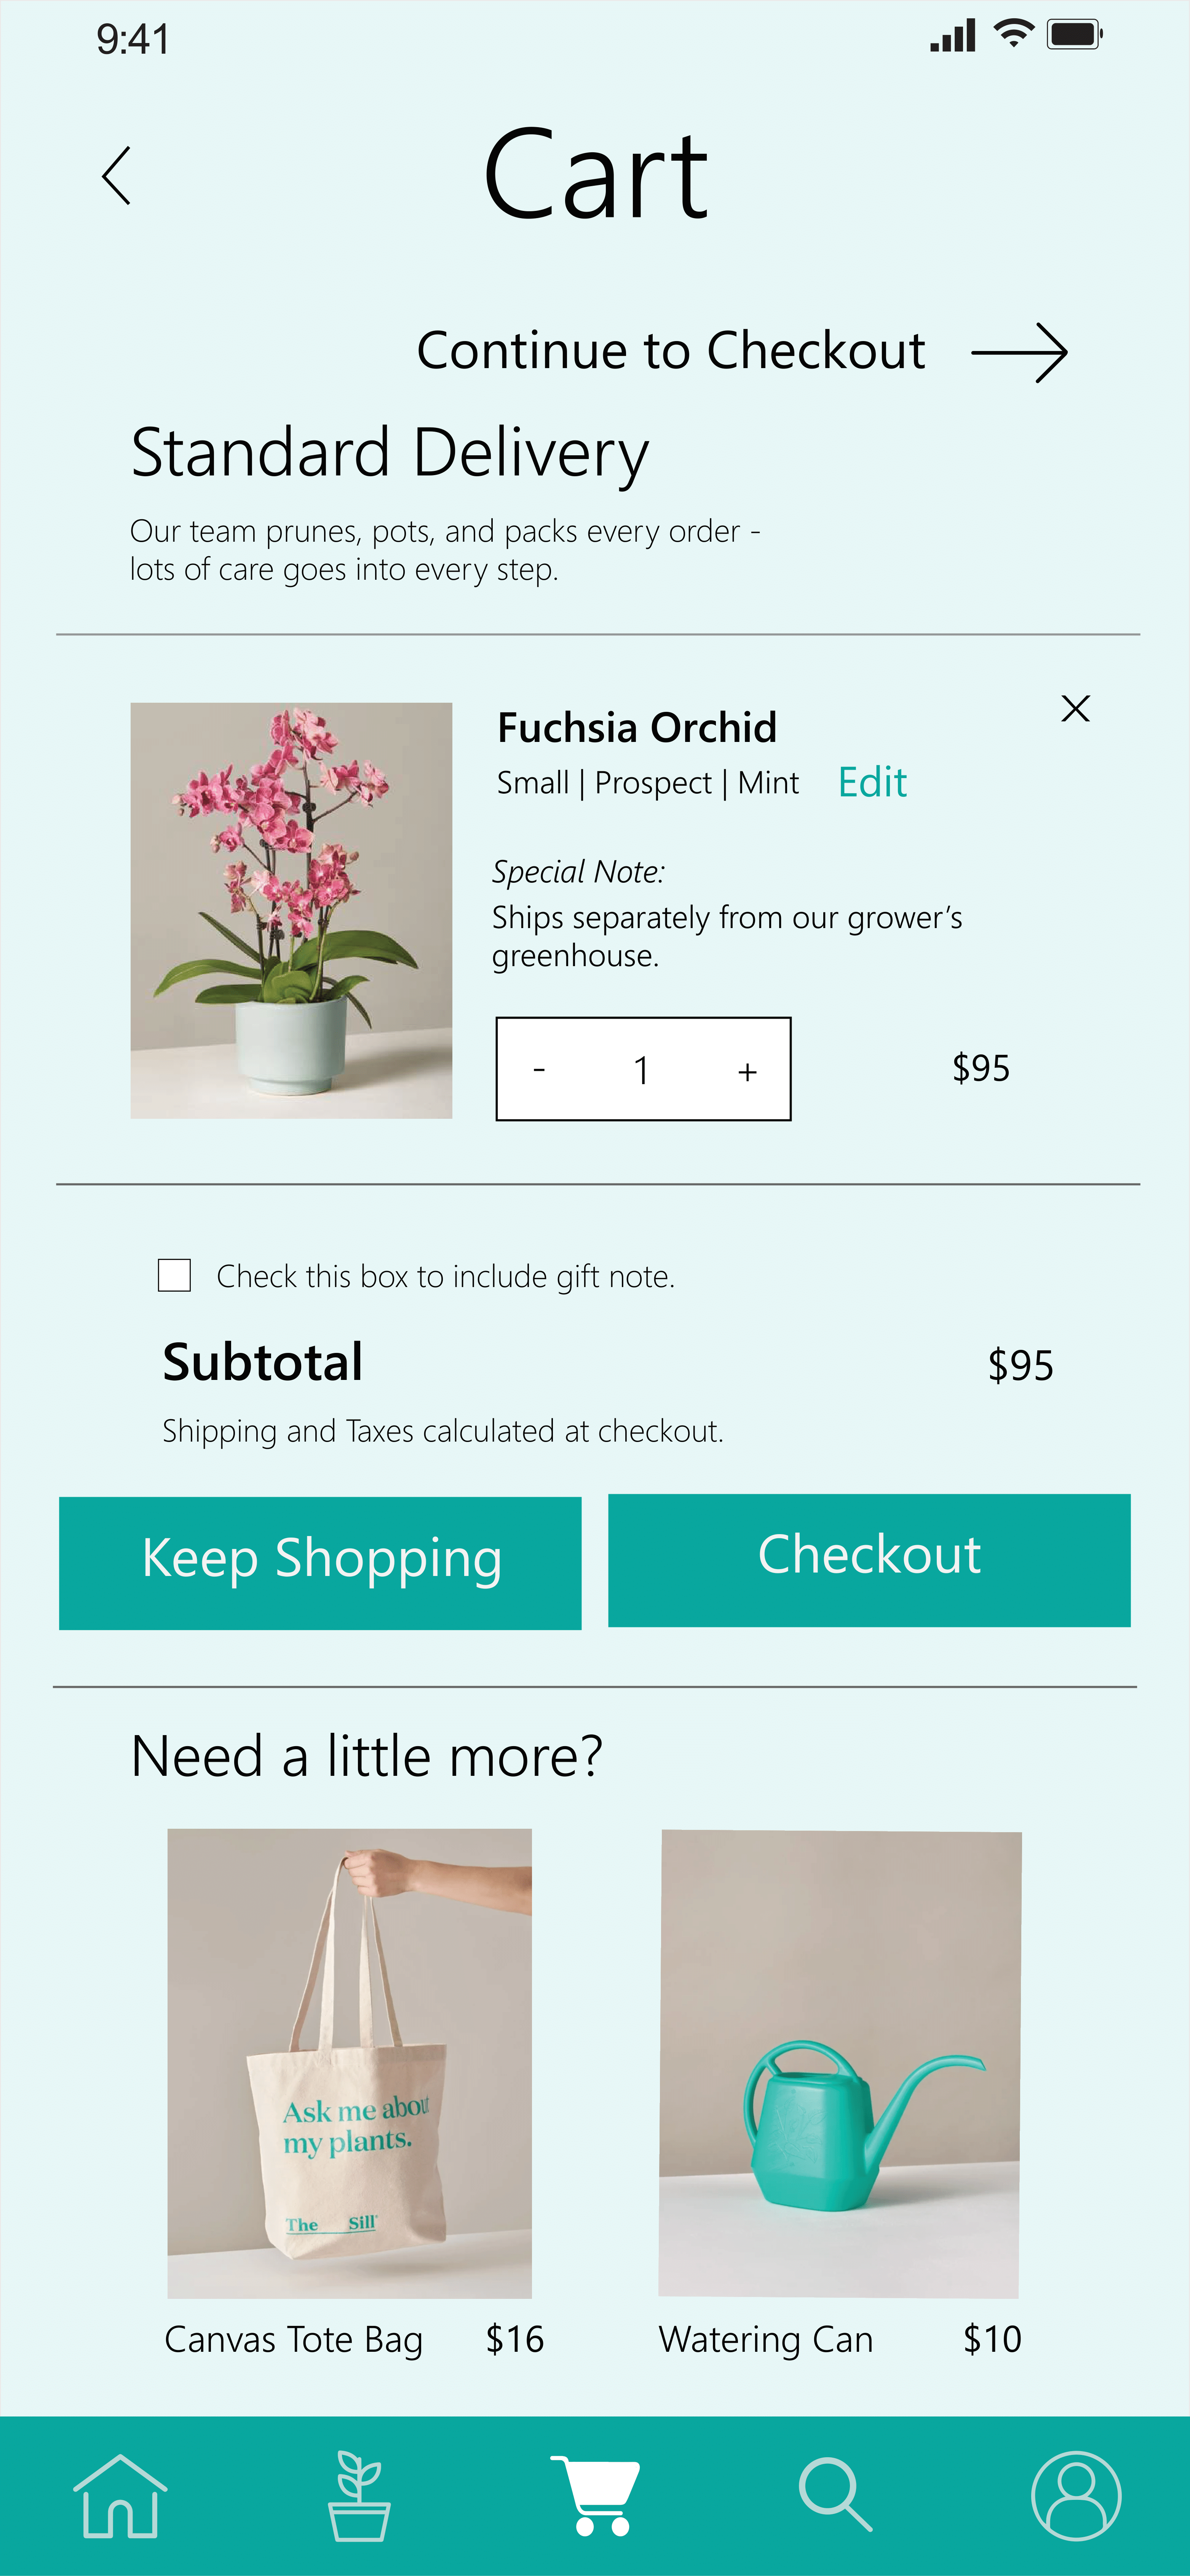 9:41
Cart
Continue to Checkout
Standard Delivery
Our team prunes, pots, and packs every order -
lots of care goes into every step.
Fuchsia Orchid
Small | Prospect | Mint Edit
Special Note:
Ships separately from our grower’s
greenhouse.
- 1 + $95
Check this box to include gift note.
Subtotal $95
Shipping and Taxes calculated at checkout.
Keep Shopping Checkout
Need a little more?
Ask me about
my plants.
The Sill
Canvas Tote Bag $16 Watering Can $10